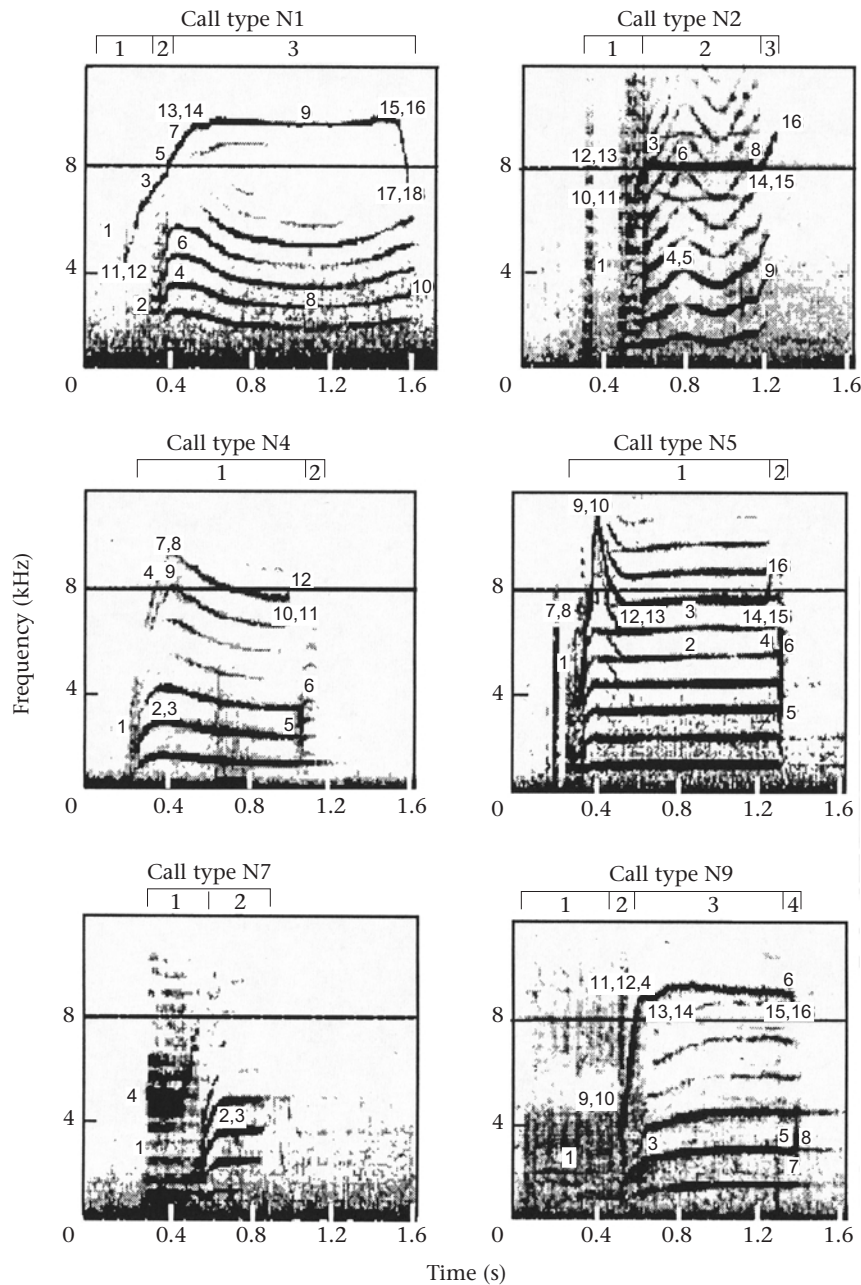 Call type N1
1 2 3
13,14 9 15,16
7
5
8
3
17,18
1
6
11,12
4
4
10
2
8
0 0.4 0.8 1.2 1.6
Call type N2
1 2 3
16
3 8
6
12,13
8
14,15
10,11
4,5
1 9
4
0 0.4 0.8 1.2 1.6
Call type N4
1 2
7,8
4 9
8 12
10,11
6
4
2,3
1 5
0 0.4 0.8 1.2 1.6
Call type N5
1 2
9,10
16
8
7,8 3
12,13 14,15
4
6
1 2
4
5
0 0.4 0.8 1.2 1.6
Call type N7
1 2
8
4
4 2,3
1
0 0.4 0.8 1.2 1.6
Call type N9
1 2 3 4
11,12,4 6
13,14 15,16
8
9,10
4
3 5 8
1 7
0 0.4 0.8 1.2 1.6
Frequency (kHz)
Time (s)